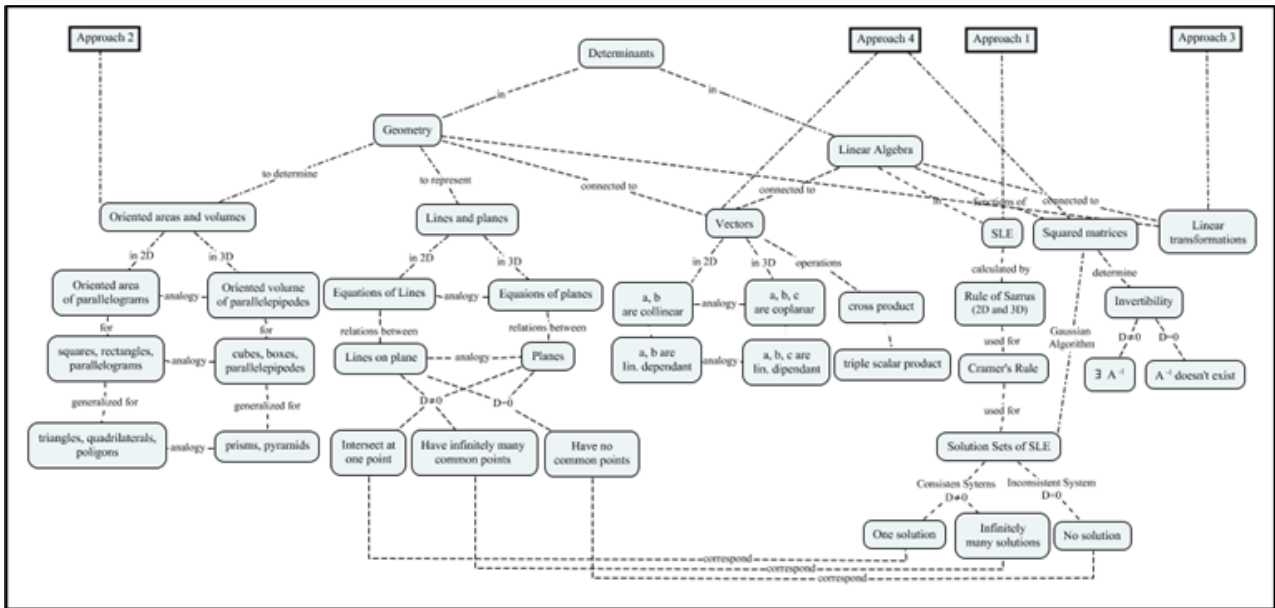 Approach 2
Approach 4
Approach 1
Approach 3
Determinants
in
in
Geometry
Linear Algebra
to determine
to represent
connected to
connected to
to
functions of
connected to
Oriented areas and volumes
Lines and planes
Vectors
SLE
Squared matrices
Linear
transformations
in 2D
in 3D
in 2D
in 3D
in 2D
in 3D
operations
calculated by
determine
Oriented area
of parallelograms
analogy
Oriented volume
of parallelepipedes
Equations of Lines
analogy
Equaions of planes
a, b
are collinear
analogy
a, b, c
are coplanar
cross product
Rule of Sarrus
(2D and 3D)
Invertibility
for
for
relations between
relations between
Gaussian
Algorithm
D≠0
D=0
squares, rectangles,
parallelograms
analogy
cubes, boxes,
parallelepipedes
Lines on plane
analogy
Planes
a, b are
lin. dependant
analogy
a, b, c are
lin. dipendant
triple scalar product
used for
Cramer's Rule
∃ A⁻¹
A⁻¹ doesn't exist
generalized for
generalized for
D≠0
D=0
used for
triangles, quadrilaterals,
poligons
analogy
prisms, pyramids
Intersect at
one point
Have infinitely many
common points
Have no
common points
Solution Sets of SLE
Consisten Syterns
D≠0
Inconsistent System
D=0
One solution
Infinitely
many solutions
No solution
correspond
correspond
correspond